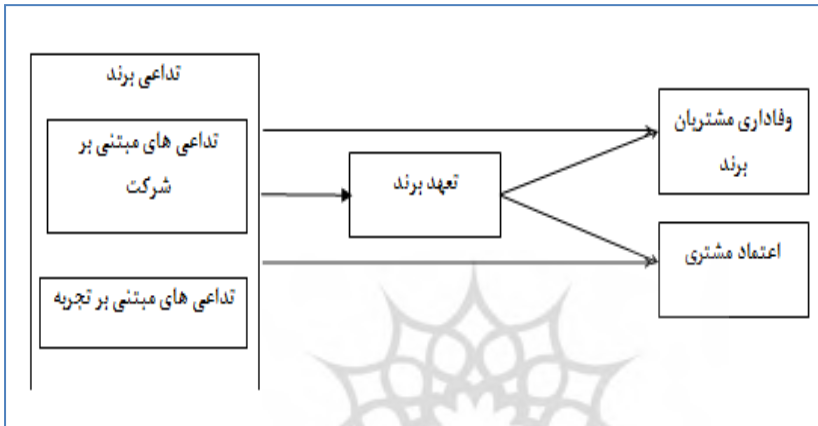 تداعی برند
تداعی های مبتنی بر
شرکت
تداعی های مبتنی بر تجربه
تعهد برند
وفاداری مشتریان
برند
اعتماد مشتری